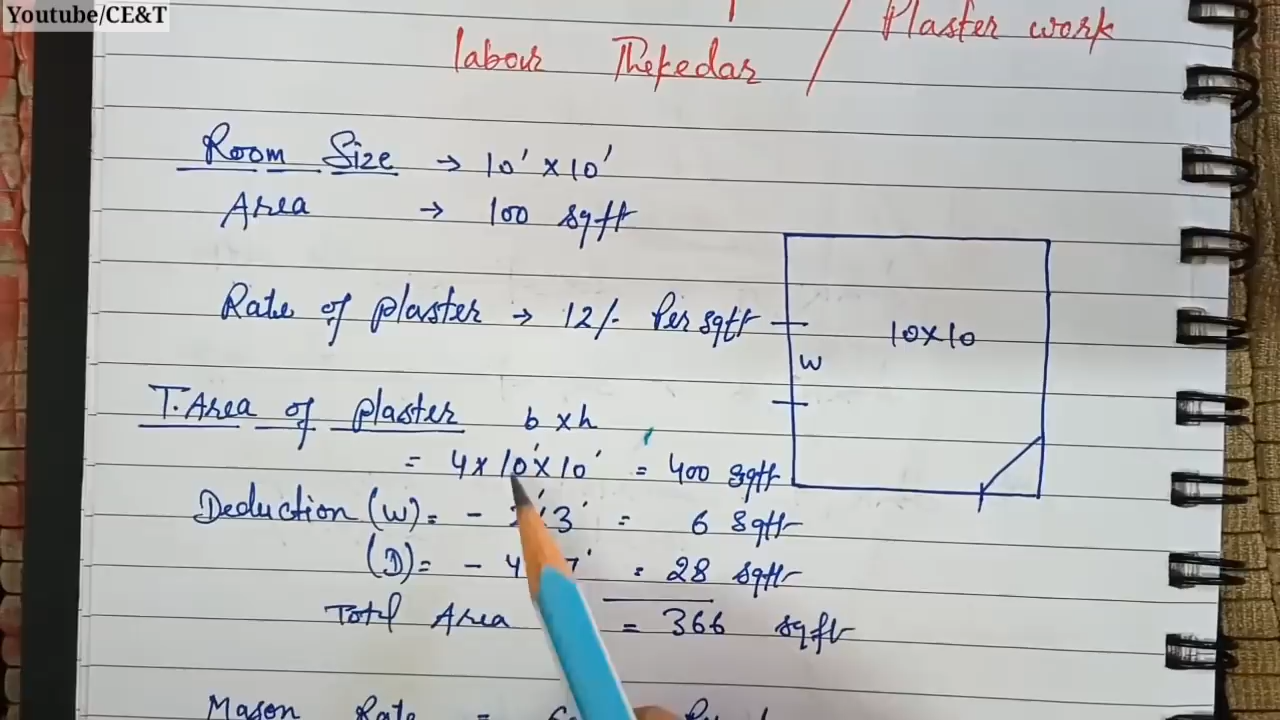 Youtube/CE&T
Plaster work
labour Thekedar /
Room Size → 10' x 10'
Area → 100 sqft
Rate of plaster → 12/- Per sqft
10x10
W
T. Area of plaster b x h
= 4 x 10' x 10' = 400 sqft
Deduction (W) = - 3' = 6 sqft
(D) = - 4 7' = 28 sqft
Total Area = 366 sqft
Mason Rate =